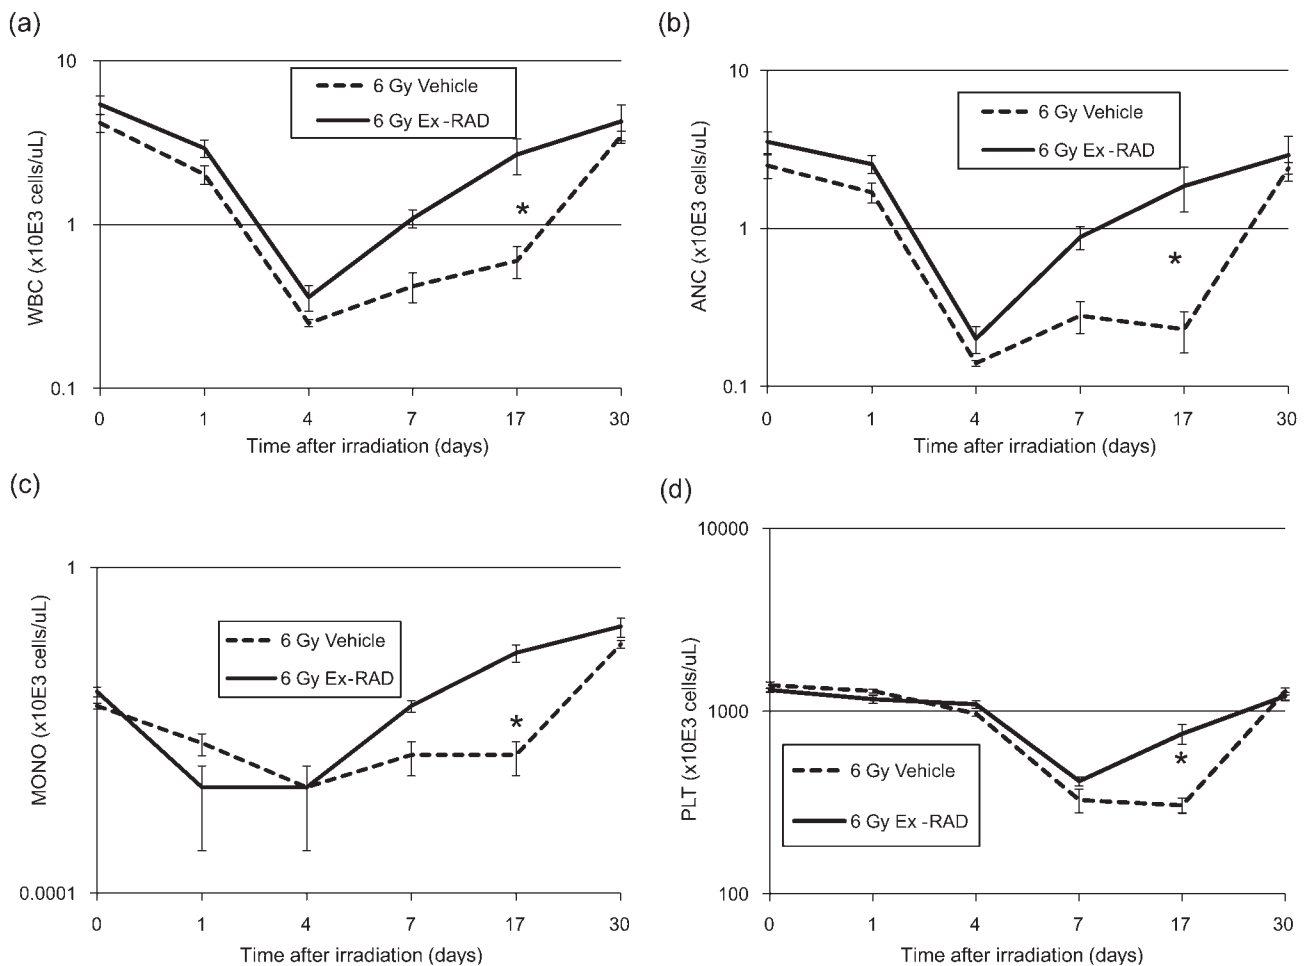 (a)
10
1
0.1
WBC (x10E3 cells/uL)
6 Gy Vehicle
6 Gy Ex-RAD
*
0 1 4 7 17 30
Time after irradiation (days)
(b)
10
1
0.1
ANC (x10E3 cells/uL)
6 Gy Vehicle
6 Gy Ex-RAD
*
0 1 4 7 17 30
Time after irradiation (days)
(c)
1
0.0001
MONO (x10E3 cells/uL)
6 Gy Vehicle
6 Gy Ex-RAD
*
0 1 4 7 17 30
Time after irradiation (days)
(d)
10000
1000
100
PLT (x10E3 cells/uL)
*
6 Gy Vehicle
6 Gy Ex-RAD
0 1 4 7 17 30
Time after irradiation (days)